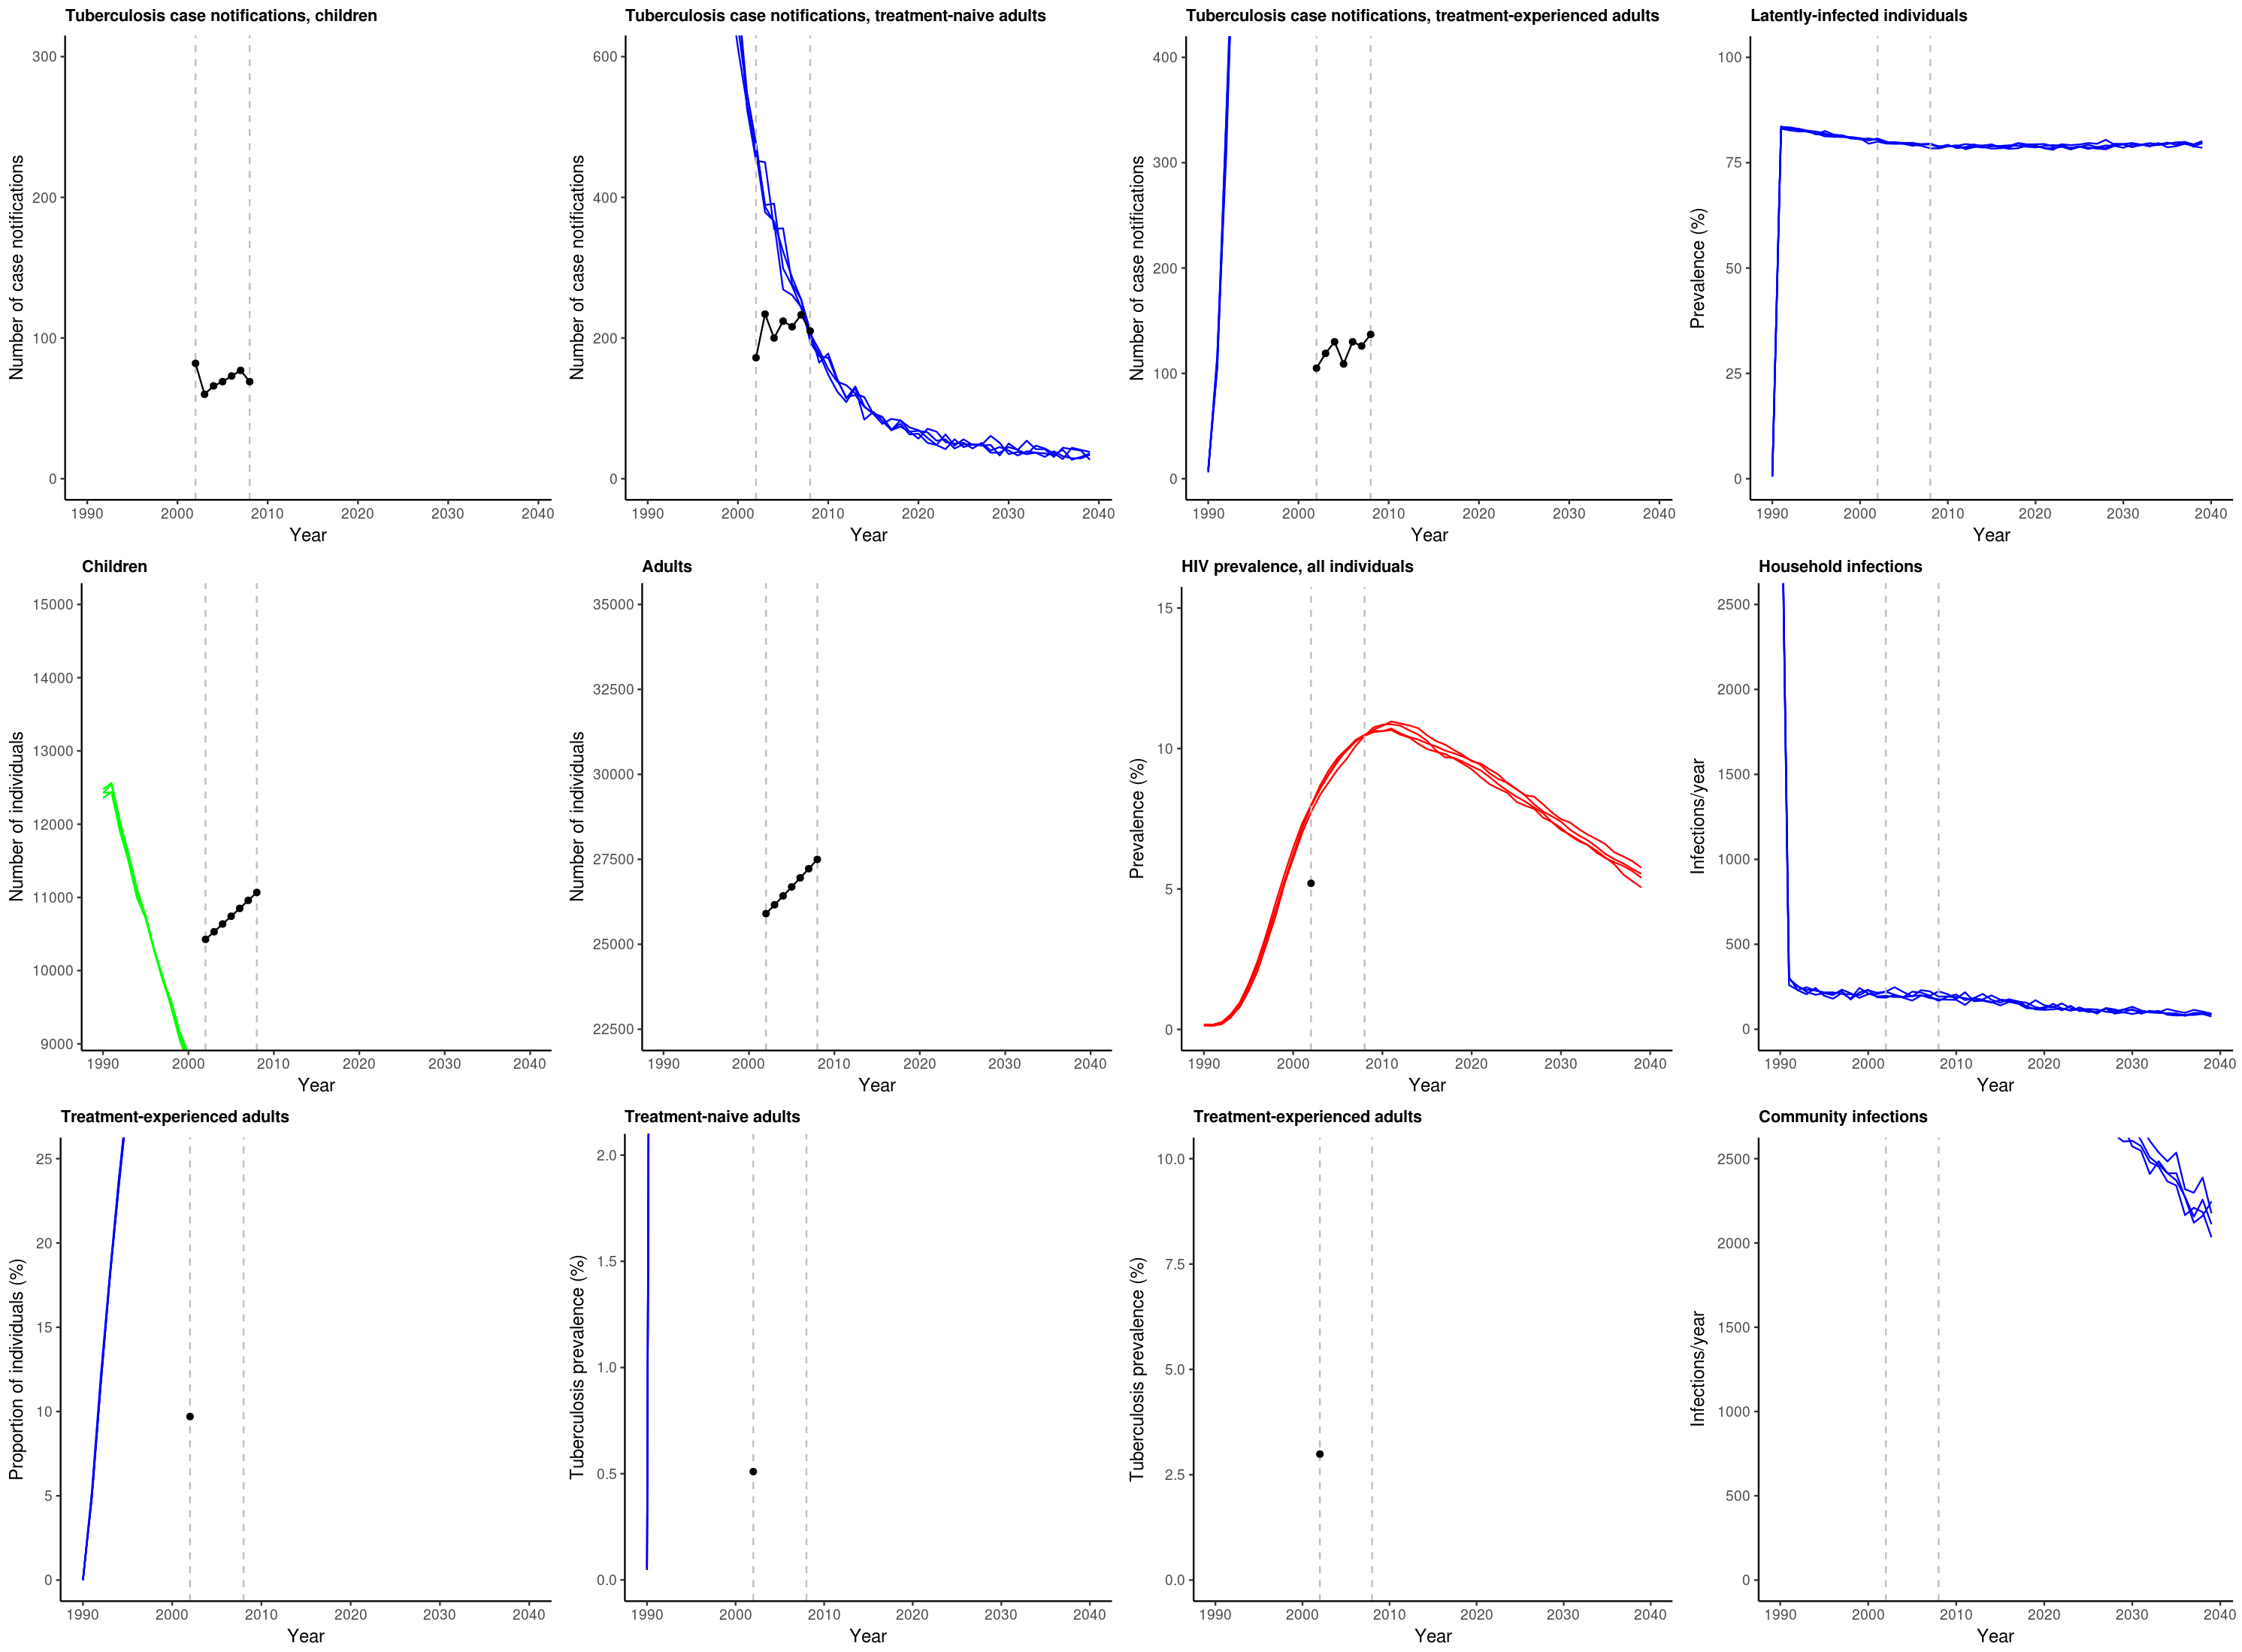 Tuberculosis case notifications, children
Number of case notifications
300
200
100
0
1990 2000 2010 2020 2030 2040
Year
Tuberculosis case notifications, treatment-naive adults
Number of case notifications
600
400
200
0
1990 2000 2010 2020 2030 2040
Year
Tuberculosis case notifications, treatment-experienced adults
Number of case notifications
400
300
200
100
0
1990 2000 2010 2020 2030 2040
Year
Latently-infected individuals
Prevalence (%)
100
75
50
25
0
1990 2000 2010 2020 2030 2040
Year
Children
Number of individuals
15000
14000
13000
12000
11000
10000
9000
1990 2000 2010 2020 2030 2040
Year
Adults
Number of individuals
35000
32500
30000
27500
25000
22500
1990 2000 2010 2020 2030 2040
Year
HIV prevalence, all individuals
Prevalence (%)
15
10
5
0
1990 2000 2010 2020 2030 2040
Year
Household infections
Infections/year
2500
2000
1500
1000
500
0
1990 2000 2010 2020 2030 2040
Year
Treatment-experienced adults
Proportion of individuals (%)
25
20
15
10
5
0
1990 2000 2010 2020 2030 2040
Year
Treatment-naive adults
Tuberculosis prevalence (%)
2.0
1.5
1.0
0.5
0.0
1990 2000 2010 2020 2030 2040
Year
Treatment-experienced adults
Tuberculosis prevalence (%)
10.0
7.5
5.0
2.5
0.0
1990 2000 2010 2020 2030 2040
Year
Community infections
Infections/year
2500
2000
1500
1000
500
0
1990 2000 2010 2020 2030 2040
Year